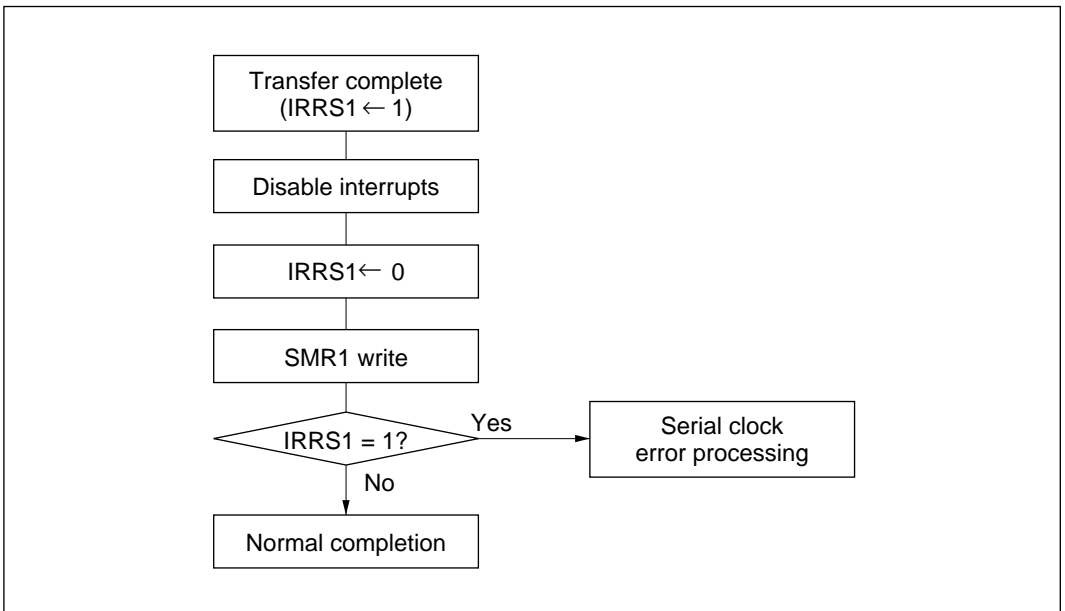 Transfer complete
(IRRS1 ← 1)
Disable interrupts
IRRS1← 0
SMR1 write
IRRS1 = 1?
Yes
Serial clock
error processing
No
Normal completion